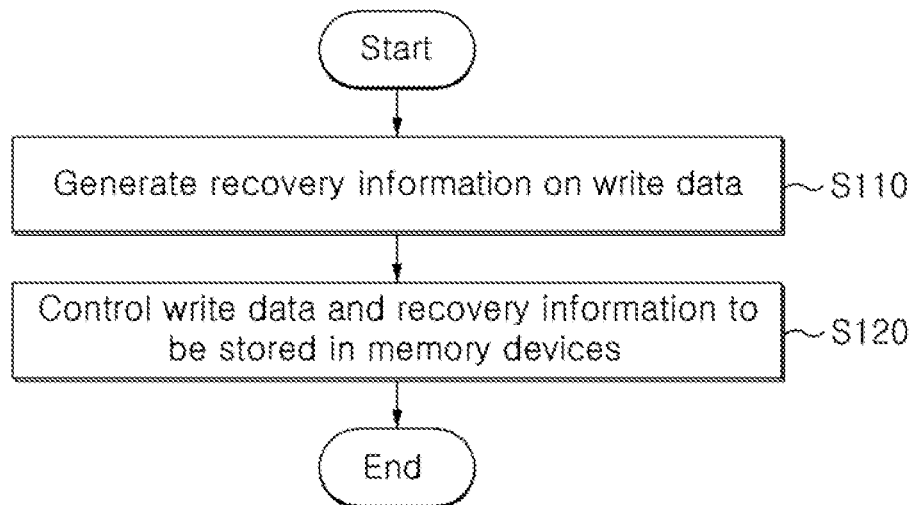 Start
Generate recovery information on write data
S110
Control write data and recovery information to
be stored in memory devices
S120
End